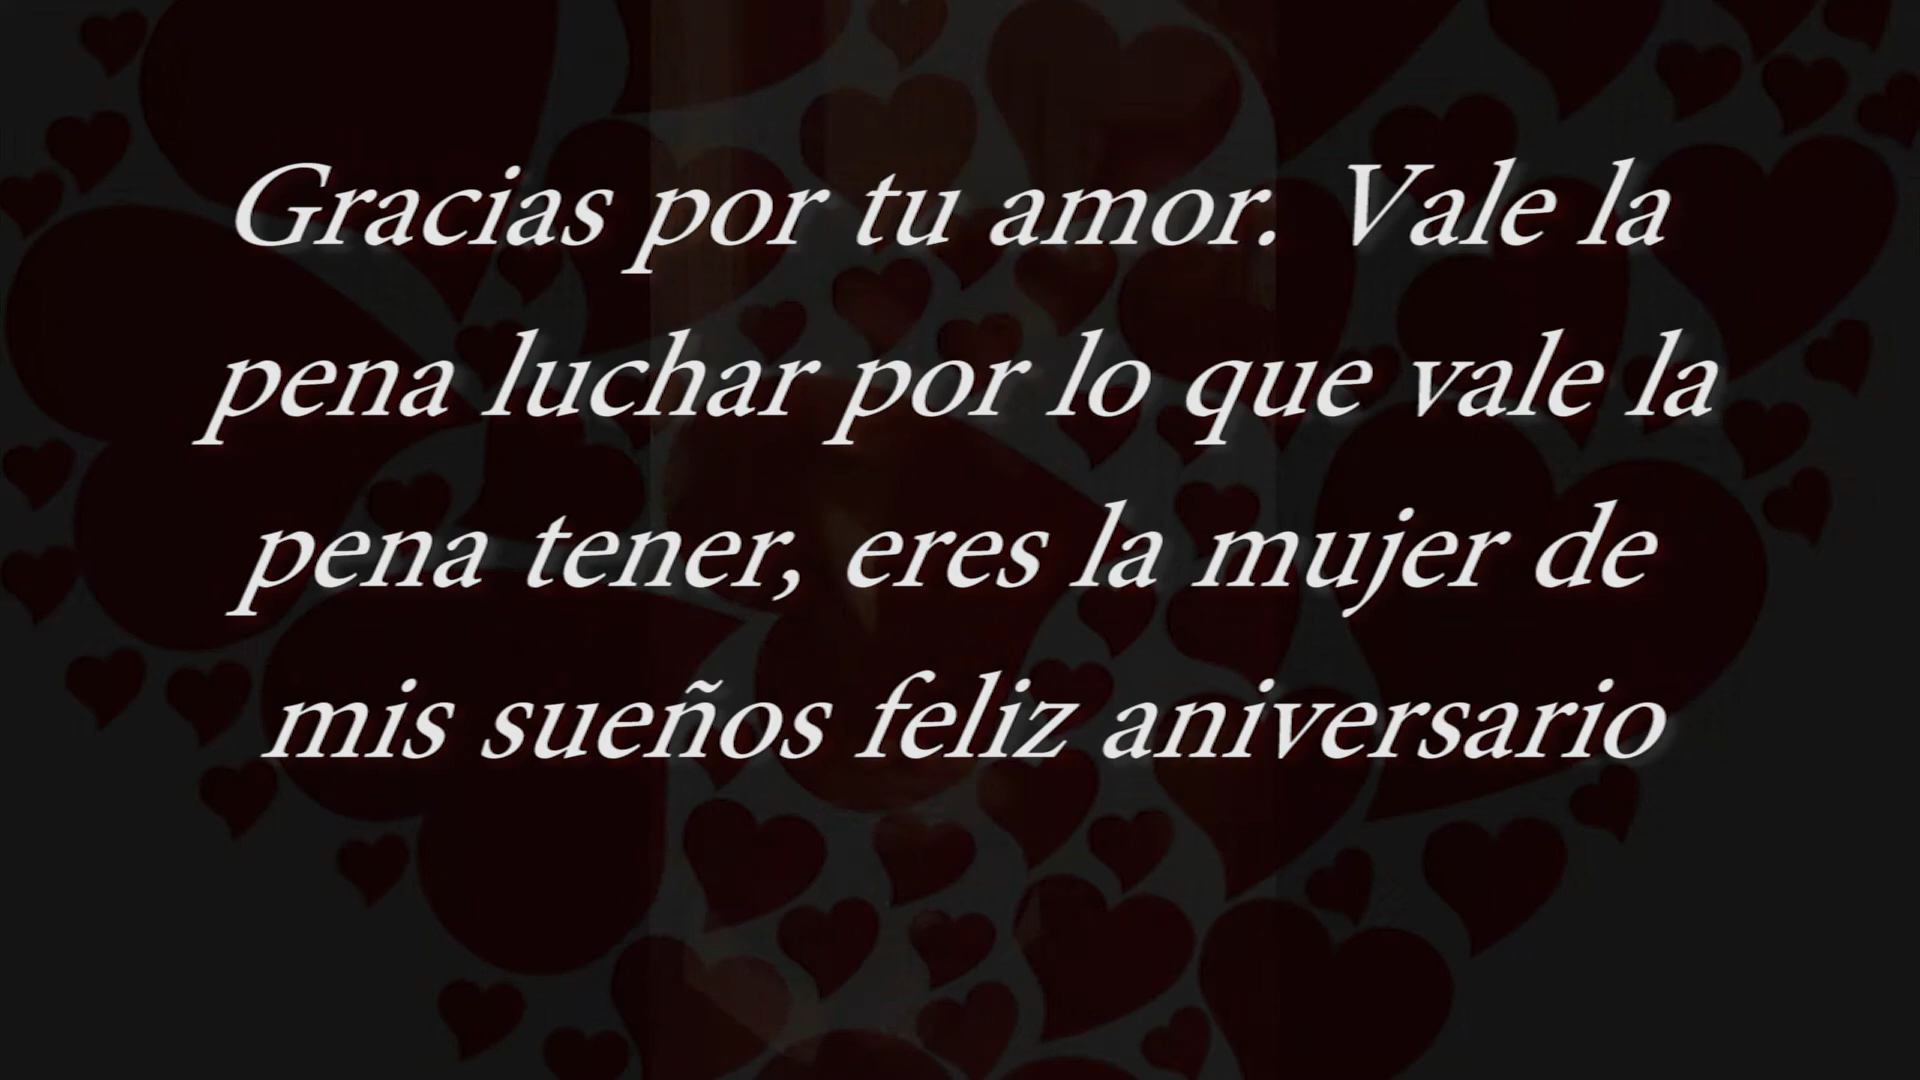 Gracias por tu amor. Vale la
pena luchar por lo que vale la
pena tener, eres la mujer de
mis sueños feliz aniversario